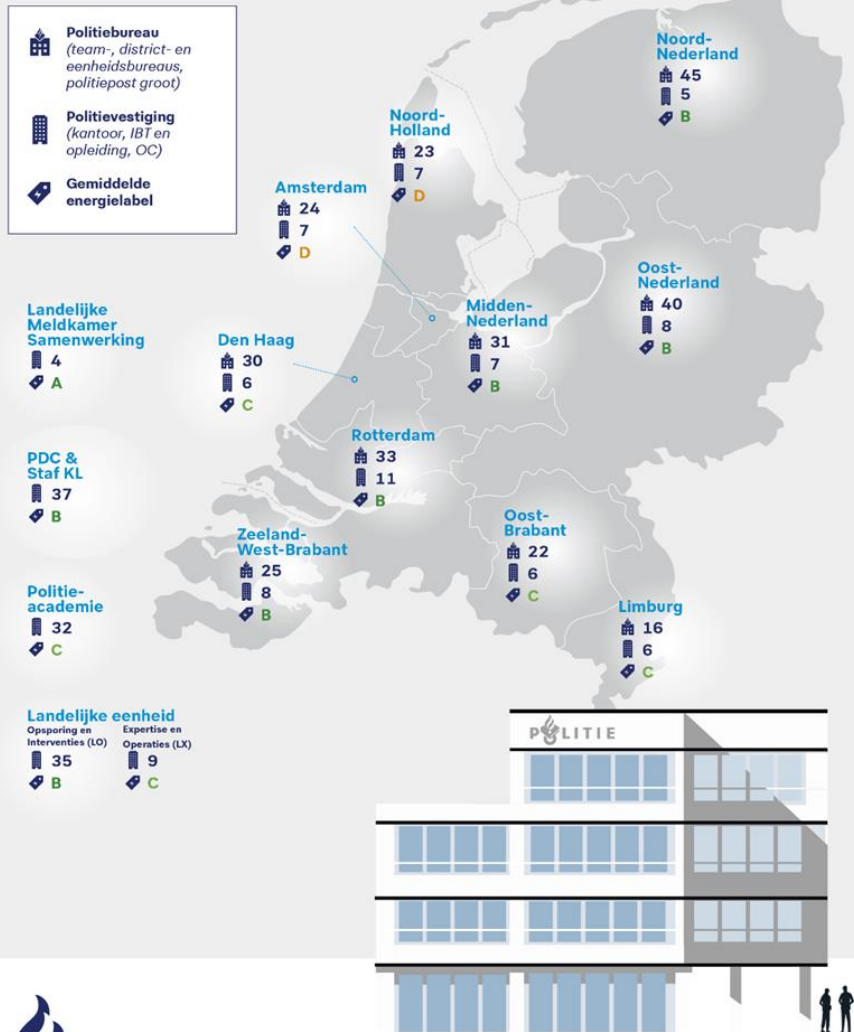 Politiebureau
(team-, district- en
eenheidsbureaus,
politiepost groot)
Politievestiging
(kantoor, IBT en
opleiding, OC)
Gemiddelde
energielabel
Noord-
Nederland
45
5
B
Noord-
Holland
23
7
D
Amsterdam
24
7
D
Oost-
Nederland
40
8
B
Midden-
Nederland
31
7
B
Landelijke
Meldkamer
Samenwerking
4
A
Den Haag
30
6
C
Rotterdam
33
11
B
PDC &
Staf KL
37
B
Zeeland-
West-Brabant
25
8
B
Oost-
Brabant
22
6
C
Politie-
academie
32
C
Limburg
16
6
C
Landelijke eenheid
Opsporing en
Interventies (LO)
35
B
Expertise en
Operaties (LX)
9
C
POLITIE